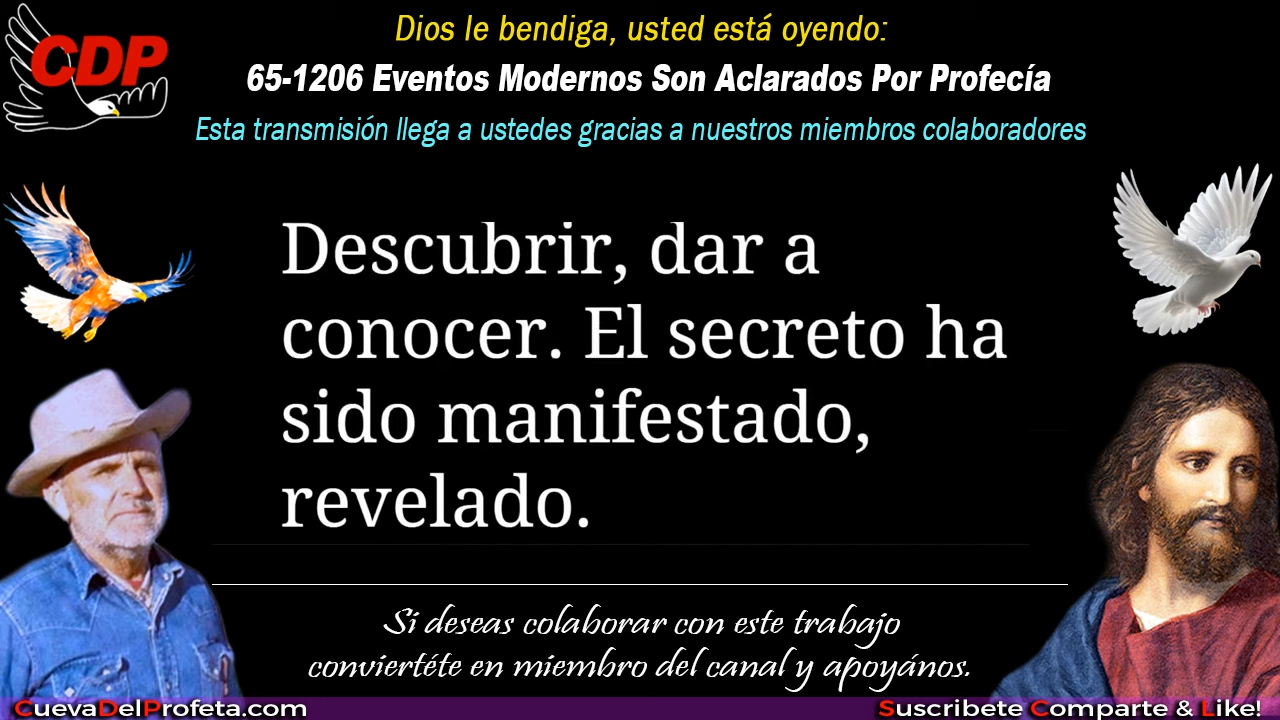 CDP
Dios le bendiga, usted está oyendo:
65-1206 Eventos Modernos Son Aclarados Por Profecía
Esta transmisión llega a ustedes gracias a nuestros miembros colaboradores
Descubrir, dar a
conocer. El secreto ha
sido manifestado,
revelado.
Si deseas colaborar con este trabajo
conviertéte en miembro del canal y apoyános.
CuevaDelProfeta.com
Suscribete Comparte & Like!